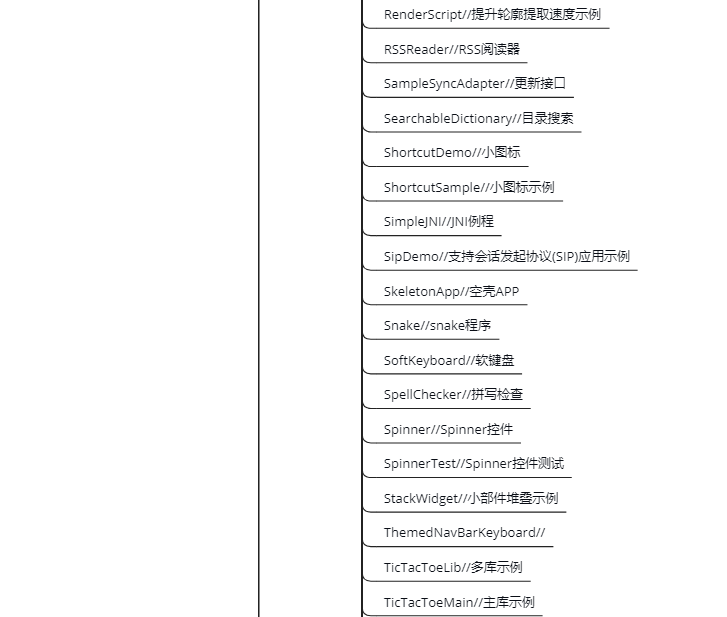 RenderScript//提升轮廓提取速度示例
RSSReader//RSS阅读器
SampleSyncAdapter//更新接口
SearchableDictionary//目录搜索
ShortcutDemo//小图标
ShortcutSample//小图标示例
SimpleJNI//JNI例程
SipDemo//支持会话发起协议(SIP)应用示例
SkeletonApp//空壳APP
Snake//snake程序
SoftKeyboard//软键盘
SpellChecker//拼写检查
Spinner//Spinner控件
SpinnerTest//Spinner控件测试
StackWidget//小部件堆叠示例
ThemedNavBarKeyboard//
TicTacToeLib//多库示例
TicTacToeMain//主库示例